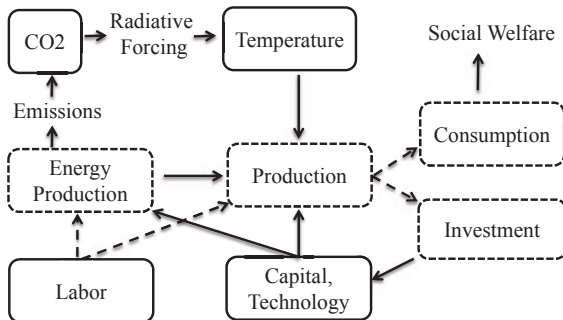 CO2
Radiative
Forcing
Temperature
Social Welfare
Emissions
Consumption
Energy
Production
Production
Investment
Labor
Capital,
Technology